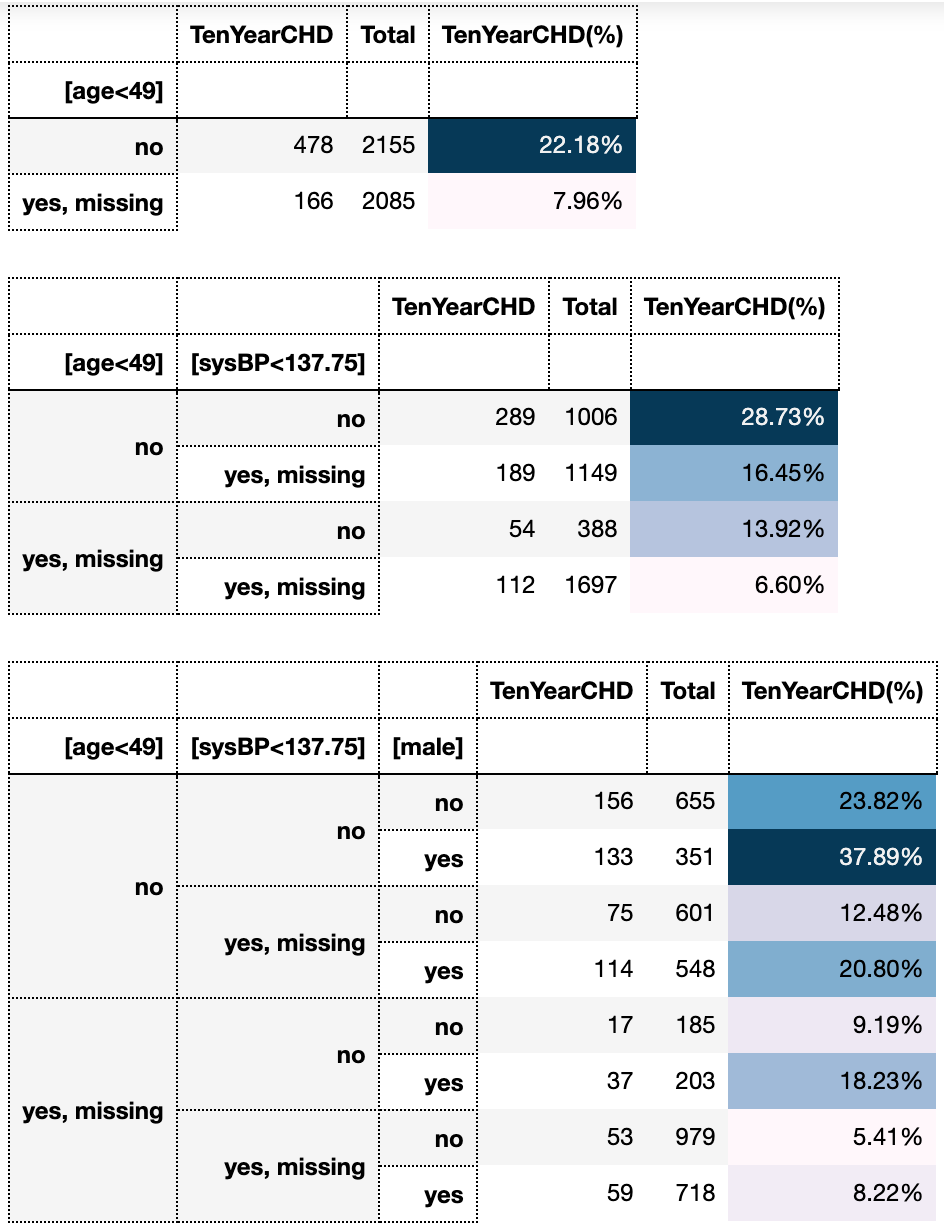 TenYearCHD Total TenYearCHD(%)
[age<49]
no 478 2155 22.18%
yes, missing 166 2085 7.96%
TenYearCHD Total TenYearCHD(%)
[age<49] [sysBP<137.75]
no no 289 1006 28.73%
yes, missing 189 1149 16.45%
yes, missing no 54 388 13.92%
yes, missing 112 1697 6.60%
TenYearCHD Total TenYearCHD(%)
[age<49] [sysBP<137.75] [male]
no no no 156 655 23.82%
yes 133 351 37.89%
yes, missing no 75 601 12.48%
yes 114 548 20.80%
yes, missing no no 17 185 9.19%
yes 37 203 18.23%
yes, missing no 53 979 5.41%
yes 59 718 8.22%